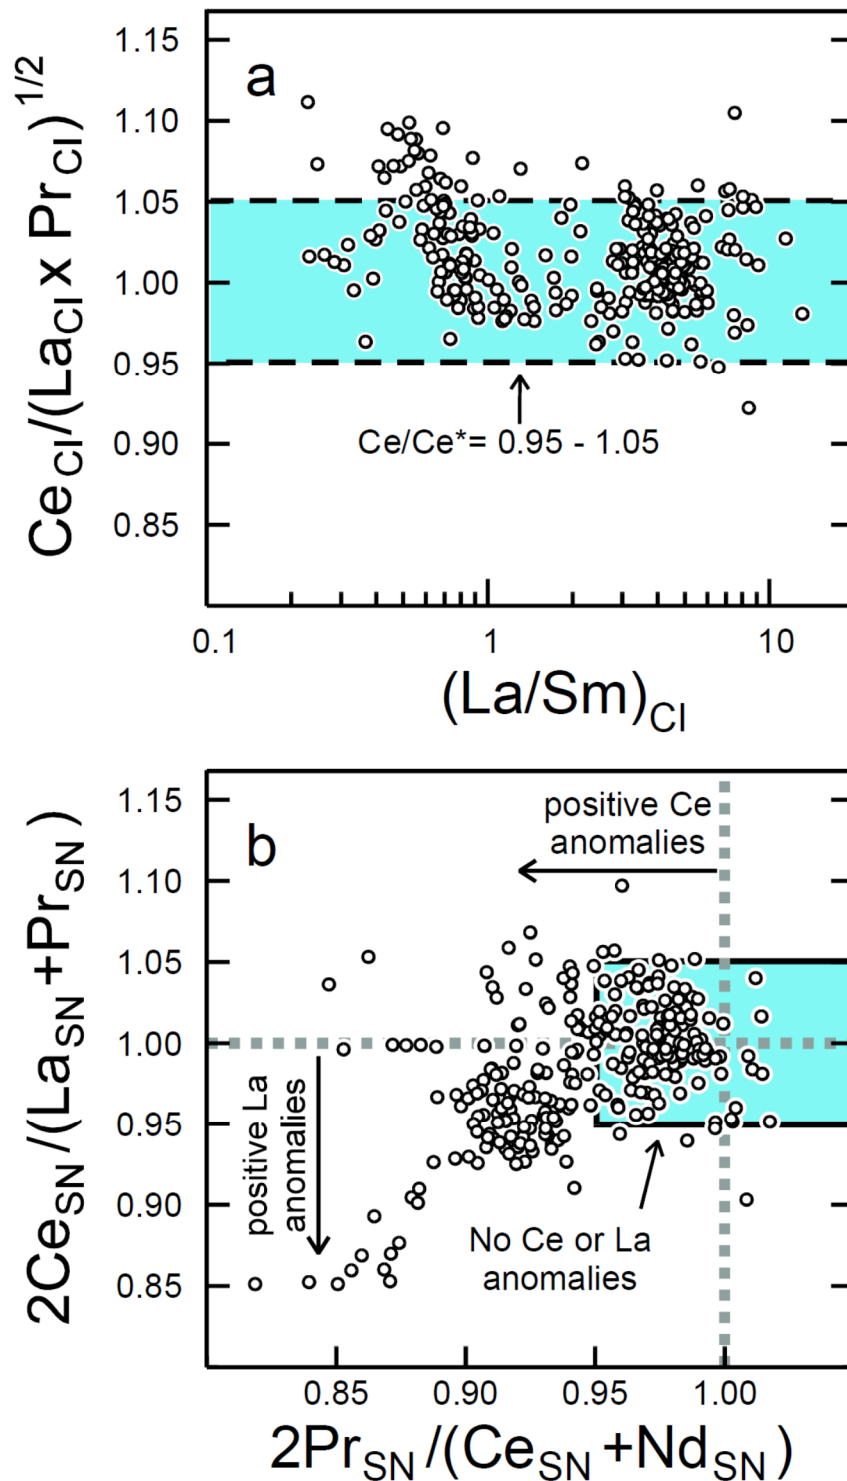 a
1.15
1.10
1.05
1.00
0.95
0.90
0.85
Ce_CI/(La_CI x Pr_CI)^1/2
Ce/Ce*= 0.95 - 1.05
0.1
1
10
(La/Sm)_CI
b
1.15
1.10
1.05
1.00
0.95
0.90
0.85
2Ce_SN/(La_SN+Pr_SN)
positive Ce
anomalies
positive La
anomalies
No Ce or La
anomalies
0.85
0.90
0.95
1.00
2Pr_SN/(Ce_SN+Nd_SN)